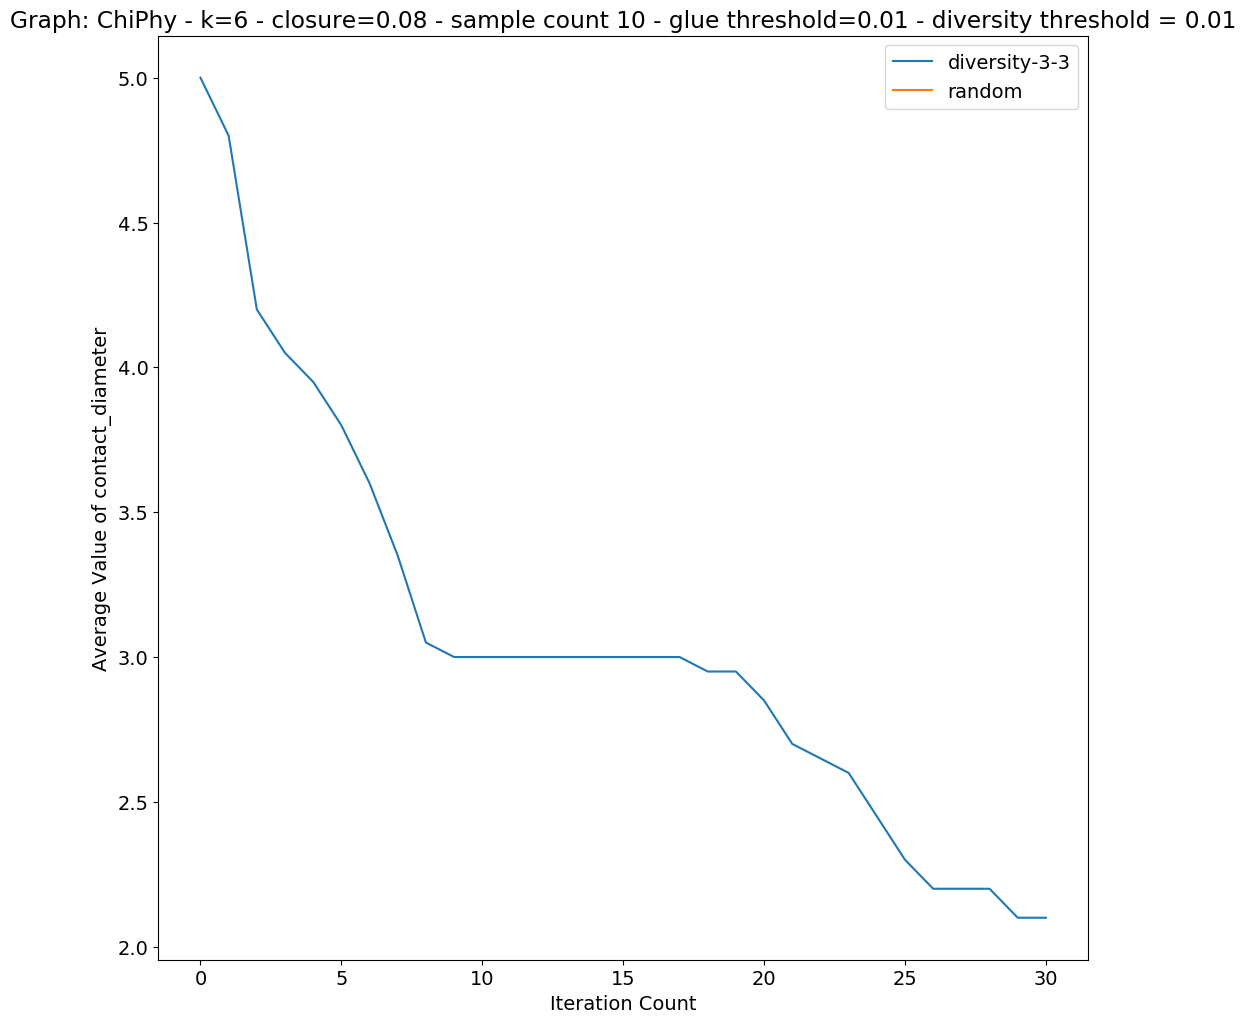 Graph: ChiPhy - k=6 - closure=0.08 - sample count 10 - glue threshold=0.01 - diversity threshold = 0.01
diversity-3-3
random
5.0
4.5
4.0
3.5
3.0
2.5
2.0
Average Value of contact_diameter
0 5 10 15 20 25 30
Iteration Count